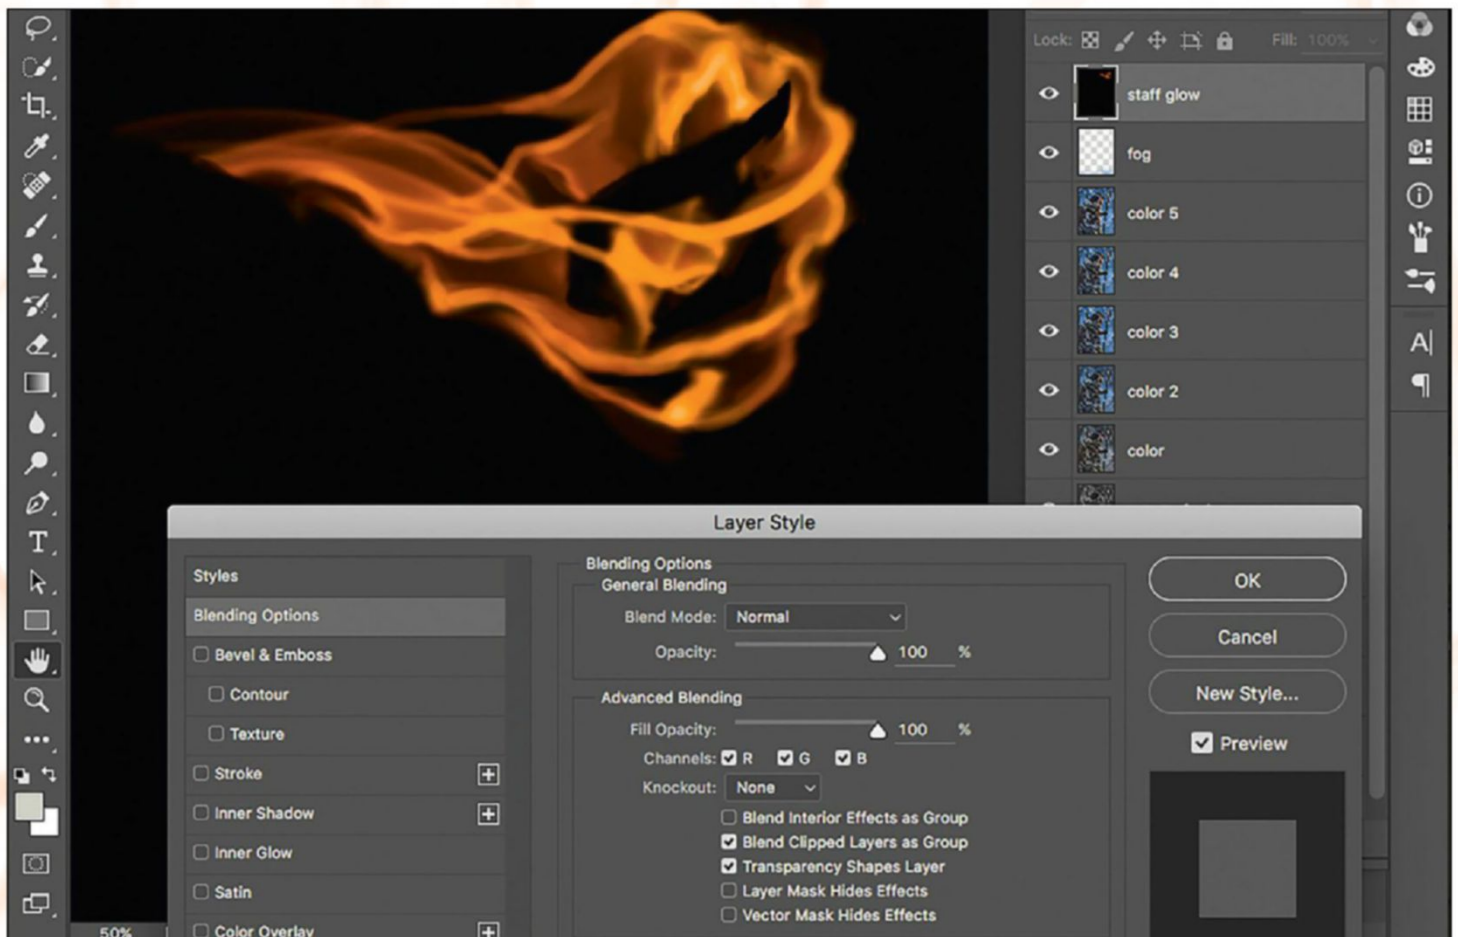 Lock:
Fill: 100%
staff glow
fog
color 5
color 4
color 3
color 2
color
T
A
¶
50%
Layer Style
Styles
Blending Options
Bevel & Emboss
Contour
Texture
Stroke
Inner Shadow
Inner Glow
Satin
Color Overlay
Blending Options
General Blending
Blend Mode: Normal
Opacity: 100 %
Advanced Blending
Fill Opacity: 100 %
Channels: R G B
Knockout: None
Blend Interior Effects as Group
Blend Clipped Layers as Group
Transparency Shapes Layer
Layer Mask Hides Effects
Vector Mask Hides Effects
OK
Cancel
New Style...
Preview